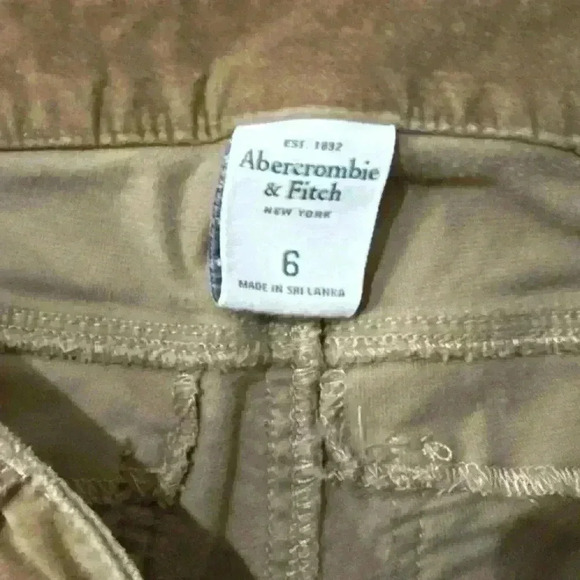 EST. 1892
Abercrombie
& Fitch
NEW YORK
6
MADE IN SRI LANKA